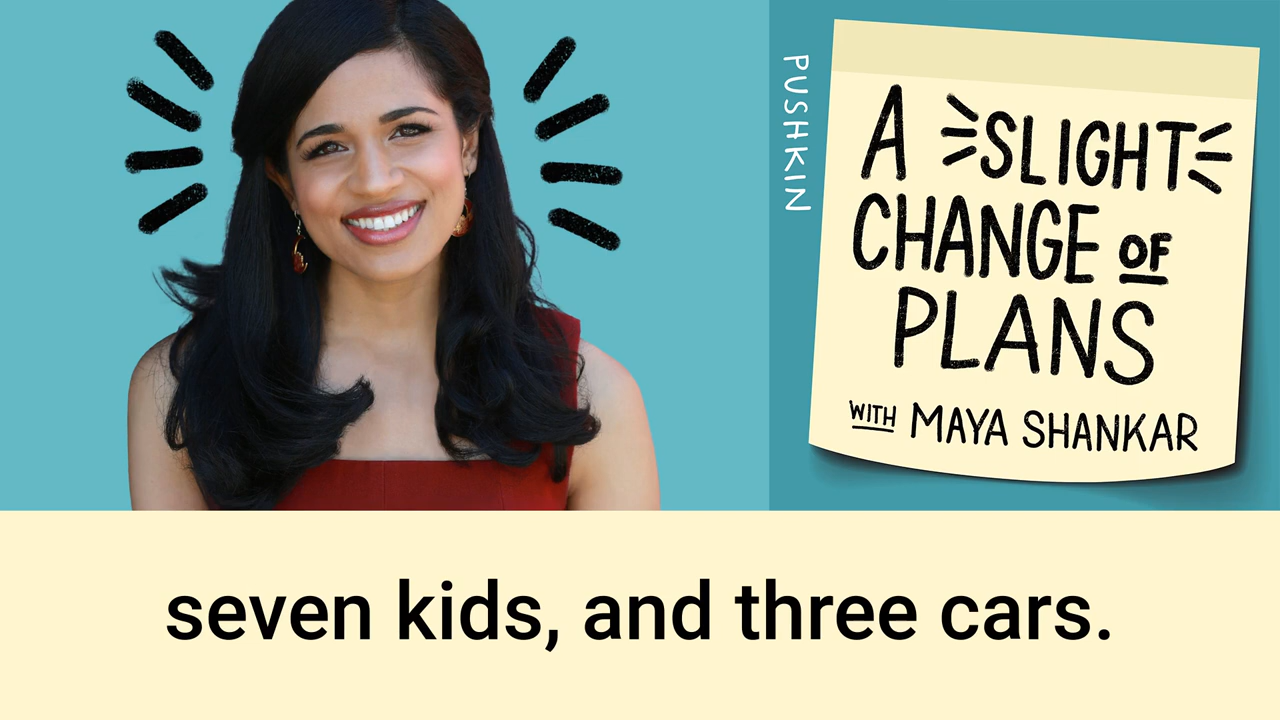 PUSHKIN
A SLIGHT
CHANGE OF
PLANS
WITH MAYA SHANKAR
seven kids, and three cars.